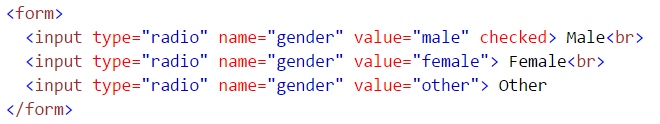 <form>
  <input type="radio" name="gender" value="male" checked> Male<br>
  <input type="radio" name="gender" value="female"> Female<br>
  <input type="radio" name="gender" value="other"> Other
</form>